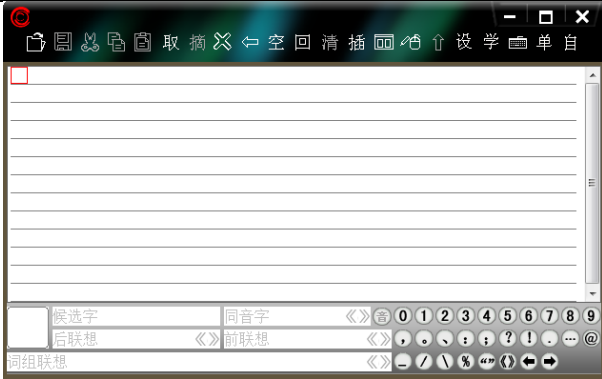 取 摘 空 回 清 插 设 学 单 自
候选字 同音字 《》 音 0 1 2 3 4 5 6 7 8 9
后联想 《》 前联想 《》 , 。 、 : ; ? ! . … @
词组联想 《》 _ / \ % “” 《》 ← →